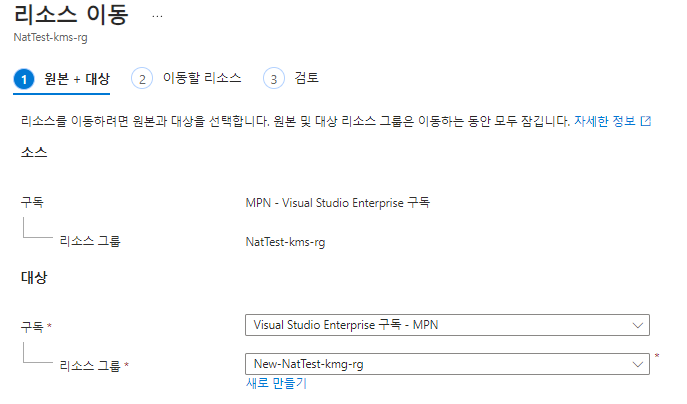 리소스 이동 ...
NatTest-kms-rg
1 원본 + 대상 2 이동할 리소스 3 검토
리소스를 이동하려면 원본과 대상을 선택합니다. 원본 및 대상 리소스 그룹은 이동하는 동안 모두 잠깁니다. 자세한 정보
소스
구독 MPN - Visual Studio Enterprise 구독
리소스 그룹 NatTest-kms-rg
대상
구독 * Visual Studio Enterprise 구독 - MPN
리소스 그룹 * New-NatTest-kmg-rg *
새로 만들기